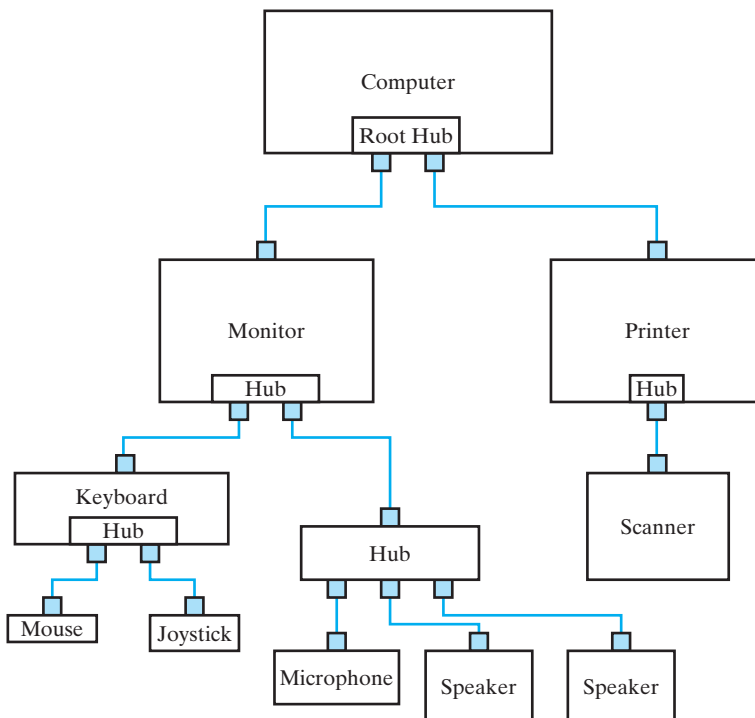 Computer
Root Hub
Monitor
Printer
Hub
Hub
Keyboard
Hub
Hub
Scanner
Mouse
Joystick
Microphone
Speaker
Speaker